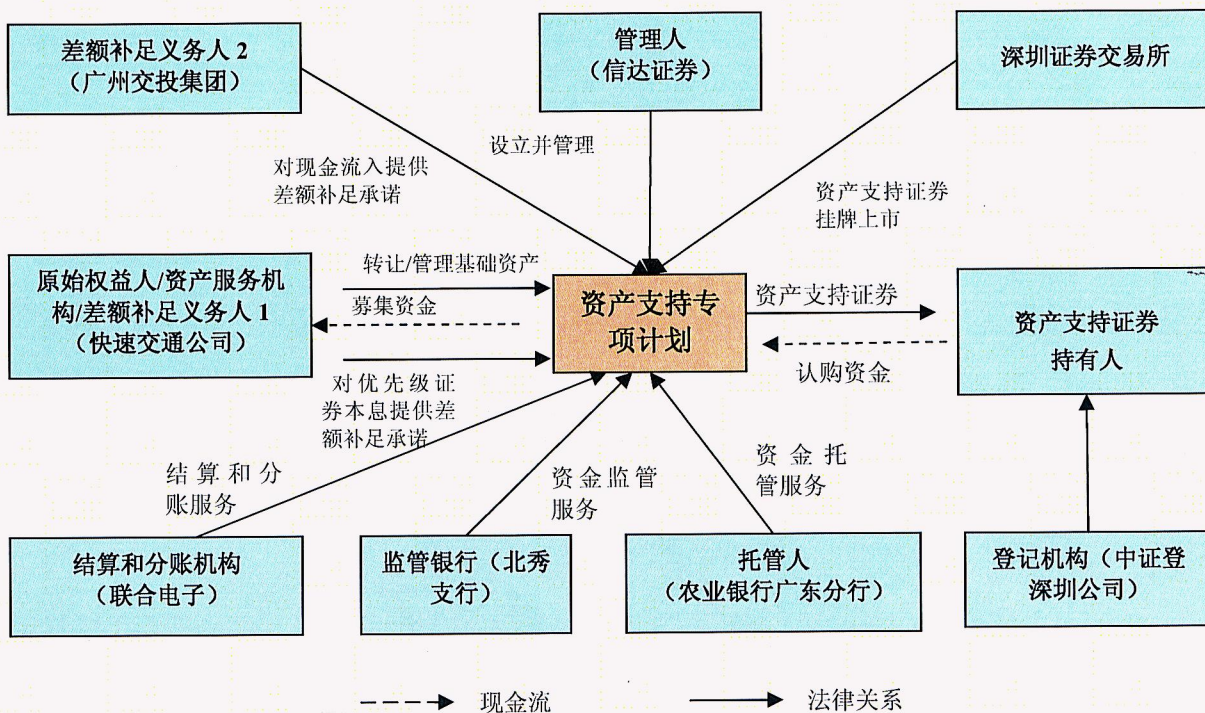 差额补足义务人 2
（广州交投集团）
管理人
（信达证券）
深圳证券交易所
设立并管理
对现金流入提供
差额补足承诺
资产支持证券
挂牌上市
原始权益人/资产服务机
构/差额补足义务人 1
（快速交通公司）
转让/管理基础资产
募集资金
资产支持专
项计划
资产支持证券
认购资金
资产支持证券
持有人
对优先级证
券本息提供差
额补足承诺
结算和分
账服务
资金监管
服务
资金托
管服务
结算和分账机构
（联合电子）
监管银行（北秀
支行）
托管人
（农业银行广东分行）
登记机构（中证登
深圳公司）
现金流
法律关系